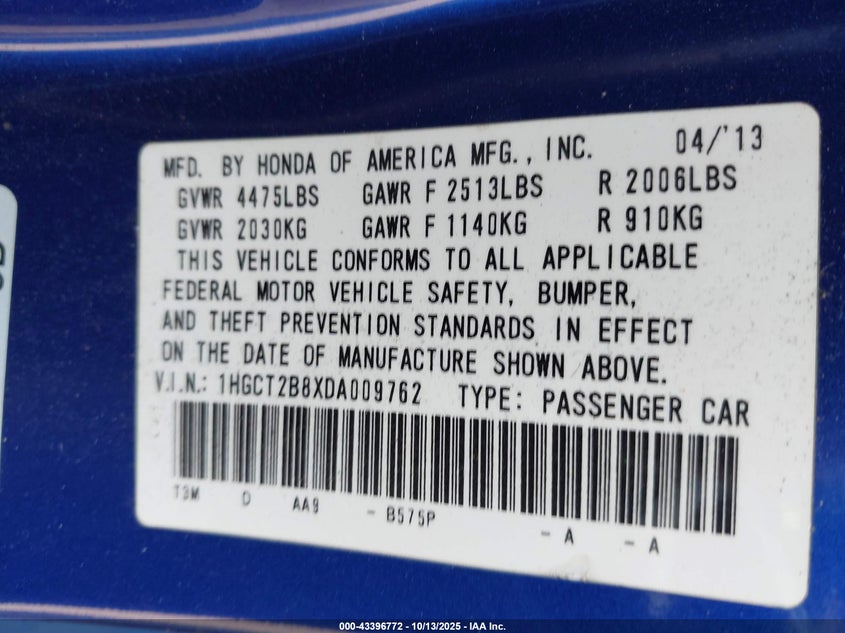 MFD. BY HONDA OF AMERICA MFG., INC. 04/'13
GVWR 4475LBS GAWR F 2513LBS R 2006LBS
GVWR 2030KG GAWR F 1140KG R 910KG
THIS VEHICLE CONFORMS TO ALL APPLICABLE
FEDERAL MOTOR VEHICLE SAFETY, BUMPER,
AND THEFT PREVENTION STANDARDS IN EFFECT
ON THE DATE OF MANUFACTURE SHOWN ABOVE.
V.I.N.: 1HGCT2B8XDA009762 TYPE: PASSENGER CAR
T3M D AA9 - B575P - A - A
000-43396772 - 10/13/2025 - IAA Inc.